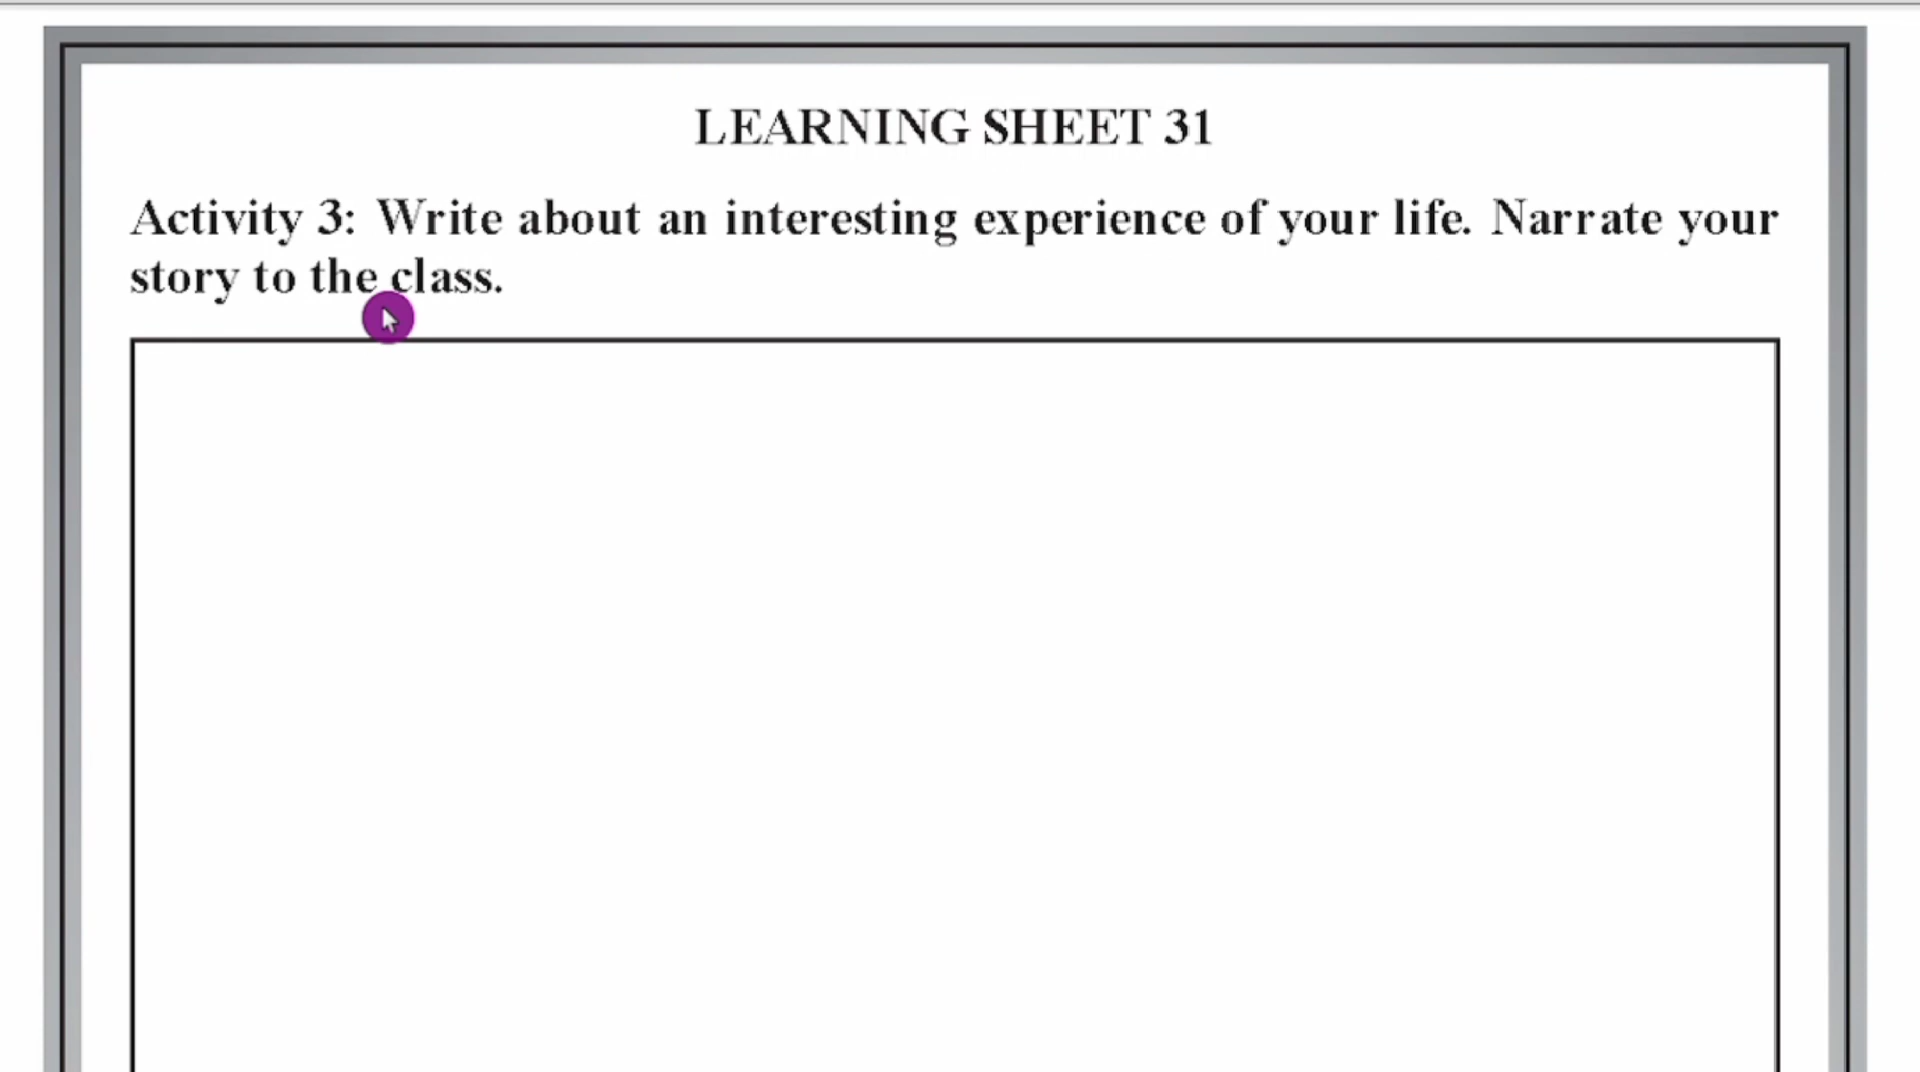 LEARNING SHEET 31
Activity 3: Write about an interesting experience of your life. Narrate your
story to the class.